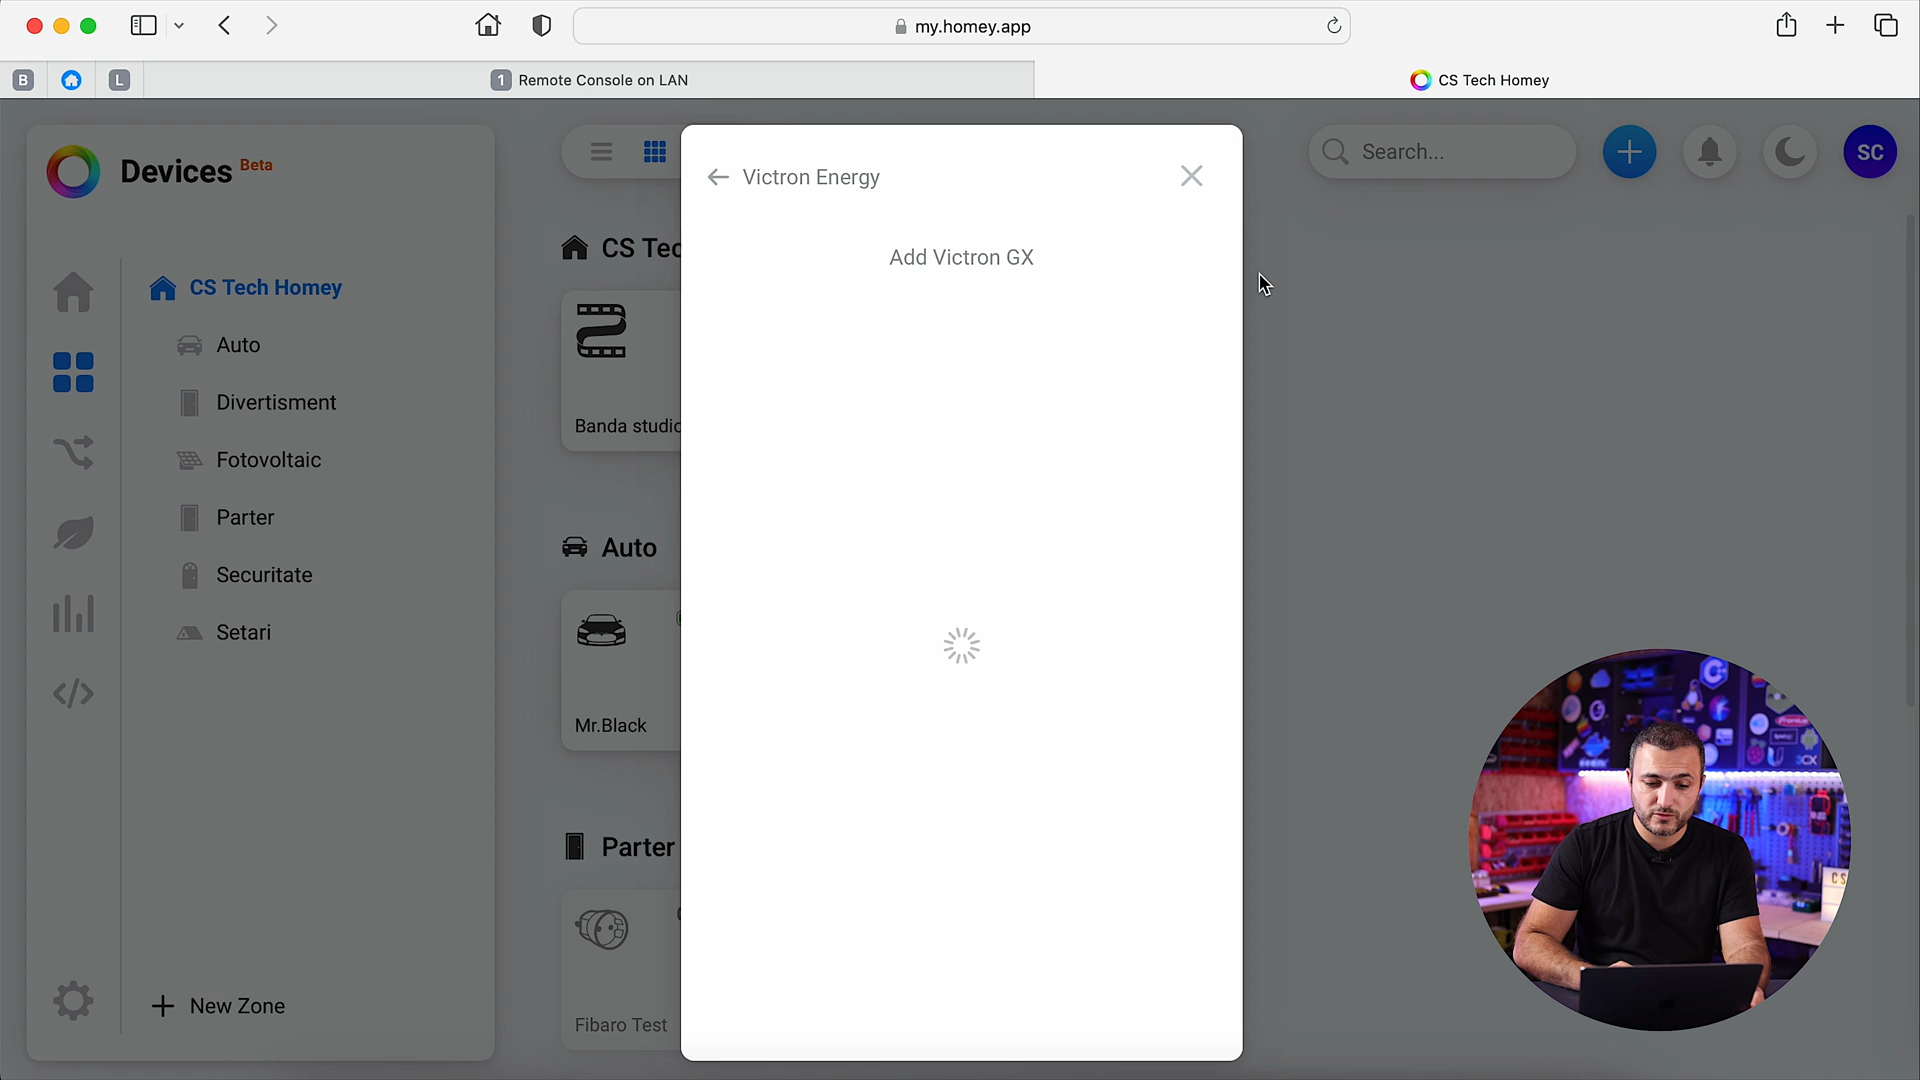 my.homey.app
B
L
1 Remote Console on LAN
CS Tech Homey
Devices Beta
CS Tech Homey
Auto
Divertisment
Fotovoltaic
Parter
Securitate
Setari
New Zone
CS Tec
Banda studio
Auto
Mr.Black
Parter
Fibaro Test
Victron Energy
Add Victron GX
Search...
SC
3CX
CS